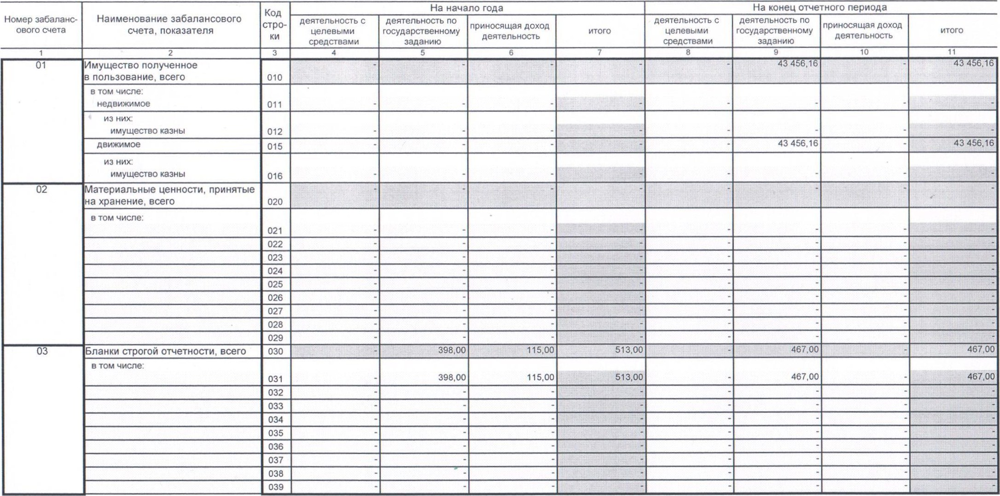 На начало года На конец отчетного периода
Номер забаланс-
ового счета
Наименование забалансового
счета, показателя
Код
стро-
ки
деятельность с
целевыми
средствами
деятельность по
государственному
заданию
приносящая доход
деятельность
итого
деятельность с
целевыми
средствами
деятельность по
государственному
заданию
приносящая доход
деятельность
итого
1 2 3 4 5 6 7 8 9 10 11
01 Имущество полученное
в пользование, всего 010 - - - - - 43 456,16 - 43 456,16
в том числе:
недвижимое 011 - - - - - - - -
из них:
имущество казны 012 - - - - - - - -
движимое 015 - - - - - 43 456,16 - 43 456,16
из них:
имущество казны 016 - - - - - - - -
02 Материальные ценности, принятые
на хранение, всего 020 - - - - - - - -
в том числе:
021 - - - - - - - -
022 - - - - - - - -
023 - - - - - - - -
024 - - - - - - - -
025 - - - - - - - -
026 - - - - - - - -
027 - - - - - - - -
028 - - - - - - - -
029 - - - - - - - -
03 Бланки строгой отчетности, всего 030 - 398,00 115,00 513,00 - 467,00 - 467,00
в том числе:
031 - 398,00 115,00 513,00 - 467,00 - 467,00
032 - - - - - - - -
033 - - - - - - - -
034 - - - - - - - -
035 - - - - - - - -
036 - - - - - - - -
037 - - - - - - - -
038 - - - - - - - -
039 - - - - - - - -